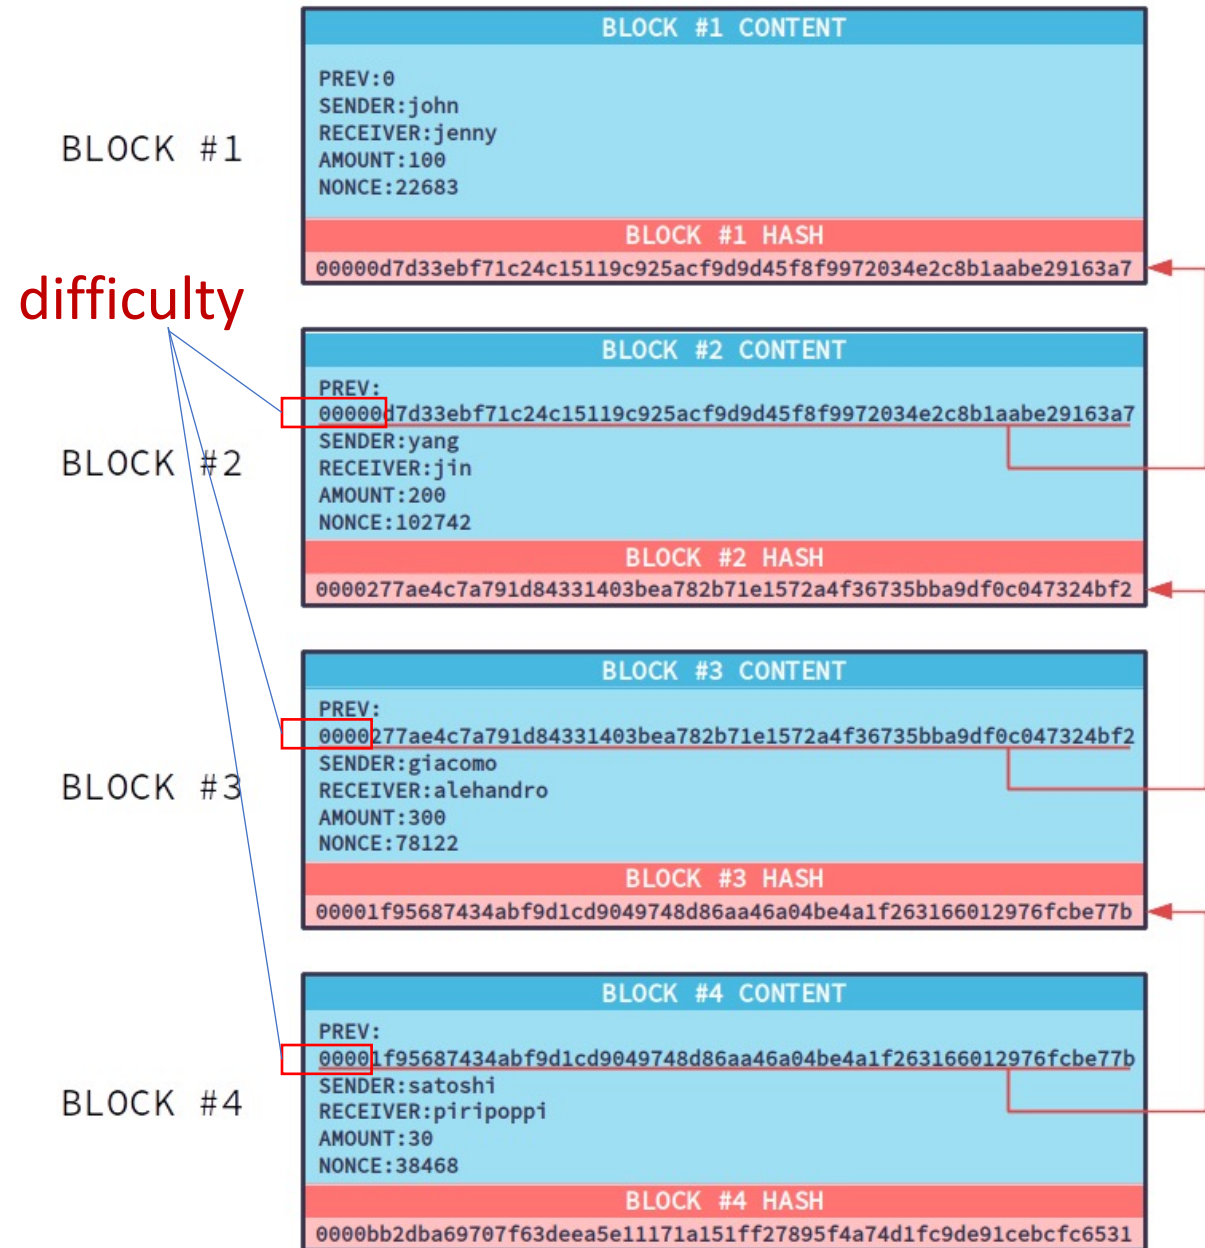 BLOCK #1
BLOCK #1 CONTENT
PREV:0
SENDER:john
RECEIVER:jenny
AMOUNT:100
NONCE:22683
BLOCK #1 HASH
00000d7d33ebf71c24c15119c925acf9d9d45f8f9972034e2c8b1aabe29163a7
difficulty
BLOCK #2
BLOCK #2 CONTENT
PREV:
00000d7d33ebf71c24c15119c925acf9d9d45f8f9972034e2c8b1aabe29163a7
SENDER:yang
RECEIVER:jin
AMOUNT:200
NONCE:102742
BLOCK #2 HASH
0000277ae4c7a791d84331403bea782b71e1572a4f36735bba9df0c047324bf2
BLOCK #3
BLOCK #3 CONTENT
PREV:
0000277ae4c7a791d84331403bea782b71e1572a4f36735bba9df0c047324bf2
SENDER:giacomo
RECEIVER:alehandro
AMOUNT:300
NONCE:78122
BLOCK #3 HASH
00001f95687434abf9d1cd9049748d86aa46a04be4a1f263166012976fcbe77b
BLOCK #4
BLOCK #4 CONTENT
PREV:
00001f95687434abf9d1cd9049748d86aa46a04be4a1f263166012976fcbe77b
SENDER:satoshi
RECEIVER:piripoppi
AMOUNT:30
NONCE:38468
BLOCK #4 HASH
0000bb2dba69707f63deea5e11171a151ff27895f4a74d1fc9de91cebcfc6531